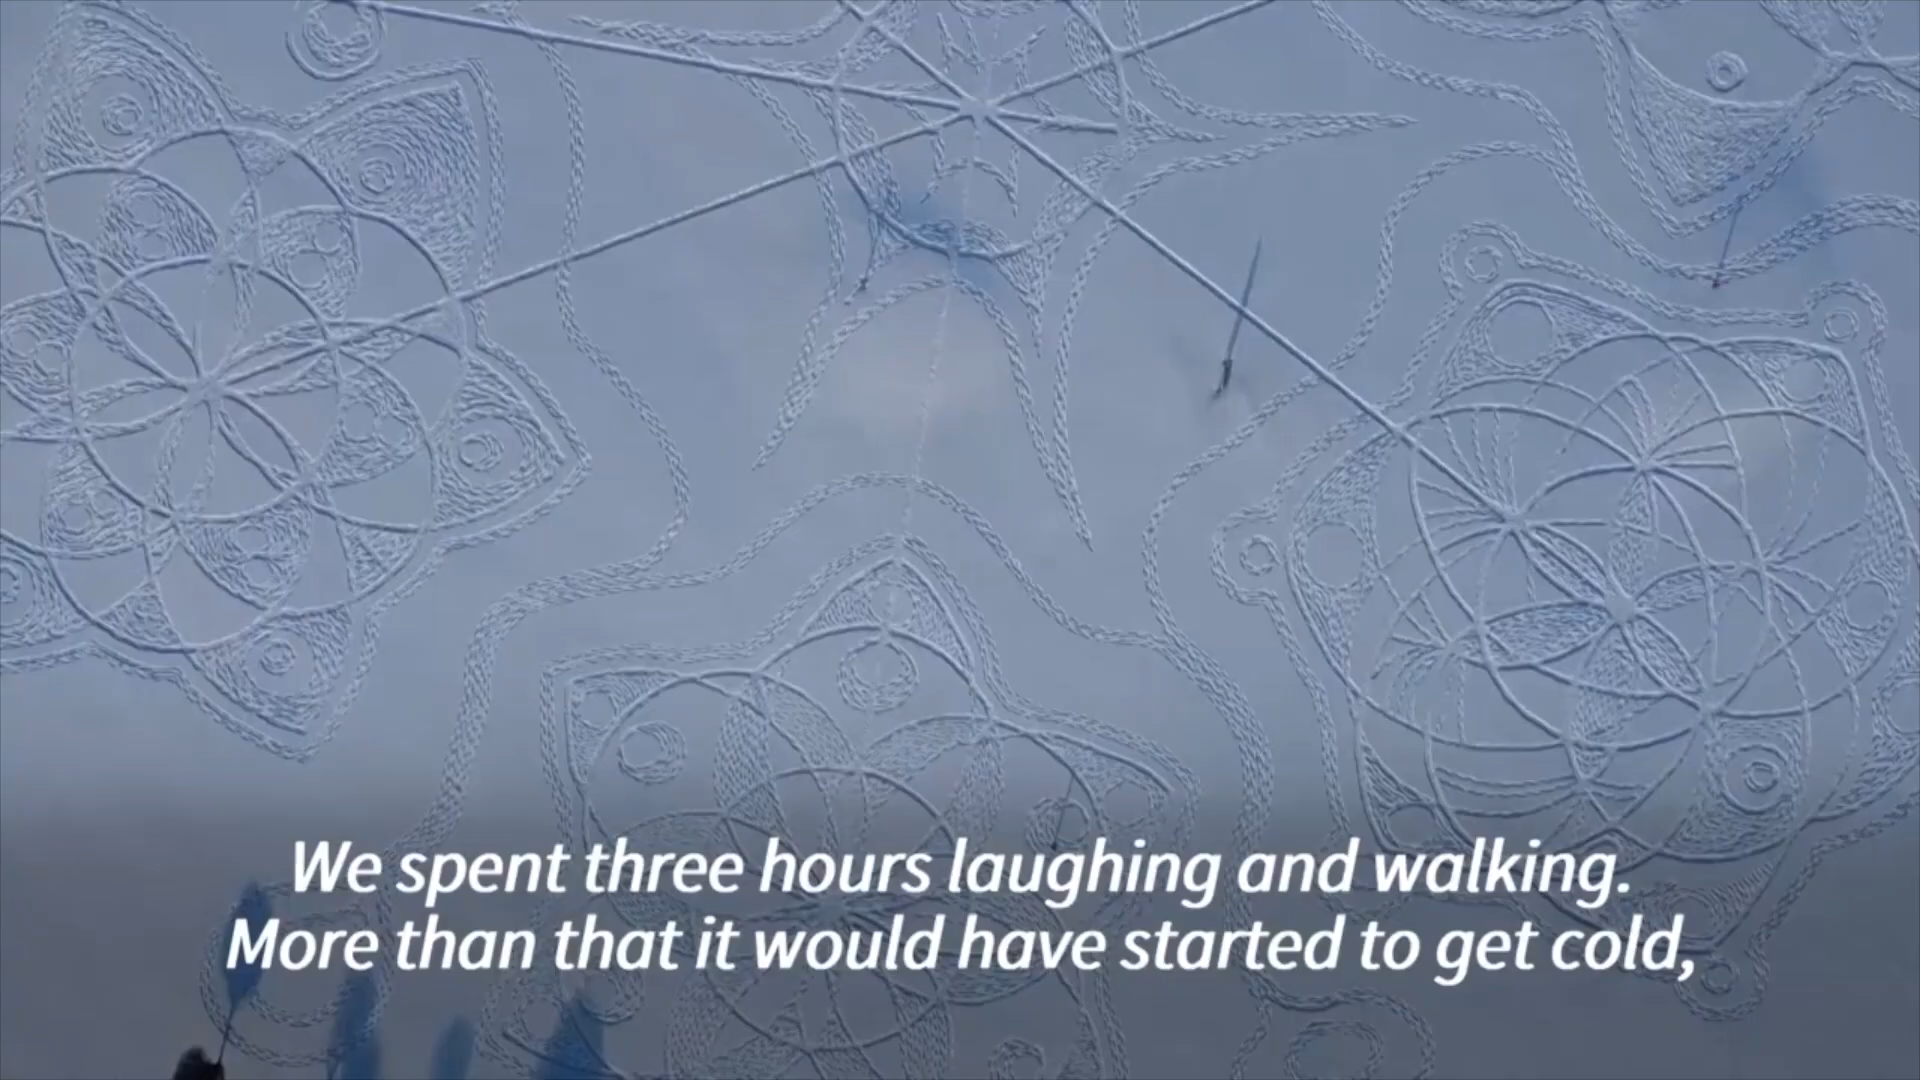 We spent three hours laughing and walking.
More than that it would have started to get cold,